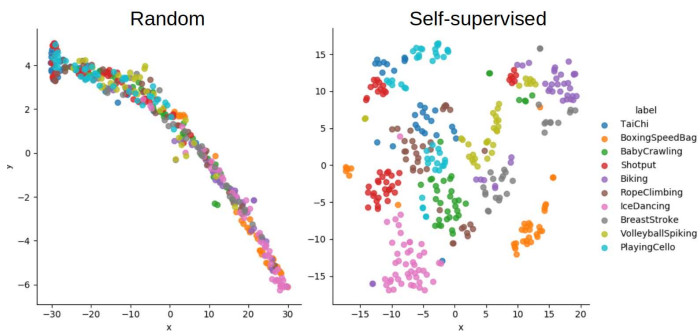 Random
Self-supervised
4
2
0
−2
−4
−6
y
−30
−20
−10
0
10
20
30
x
15
10
5
0
−5
−10
−15
−15
−10
−5
0
5
10
15
20
x
label
TaiChi
BoxingSpeedBag
BabyCrawling
Shotput
Biking
RopeClimbing
IceDancing
BreastStroke
VolleyballSpiking
PlayingCello